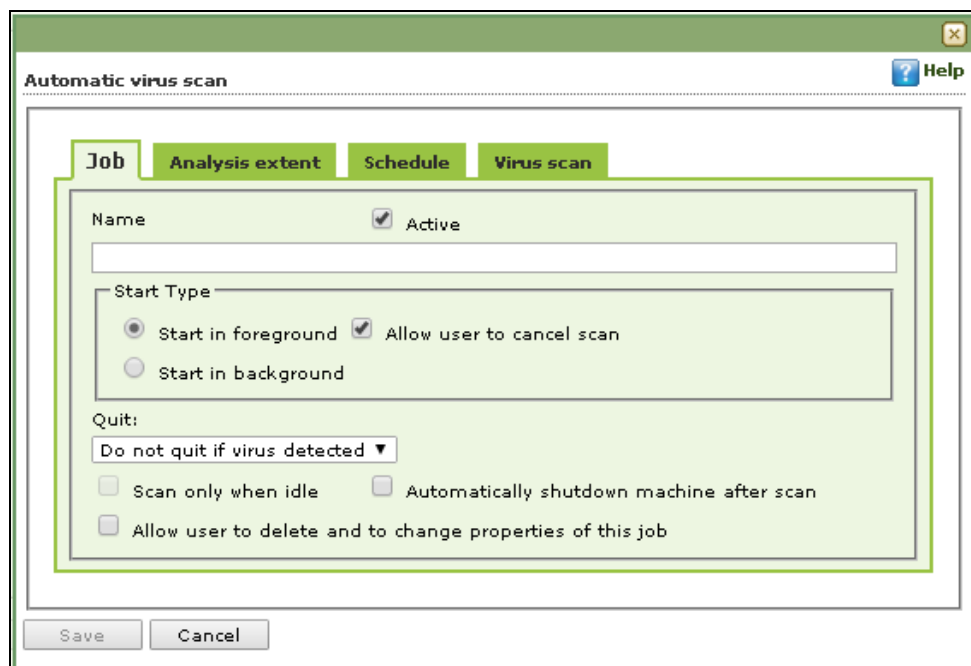 Automatic virus scan
? Help
Job Analysis extent Schedule Virus scan
Name Active
Start Type
Start in foreground Allow user to cancel scan
Start in background
Quit:
Do not quit if virus detected
Scan only when idle Automatically shutdown machine after scan
Allow user to delete and to change properties of this job
Save Cancel